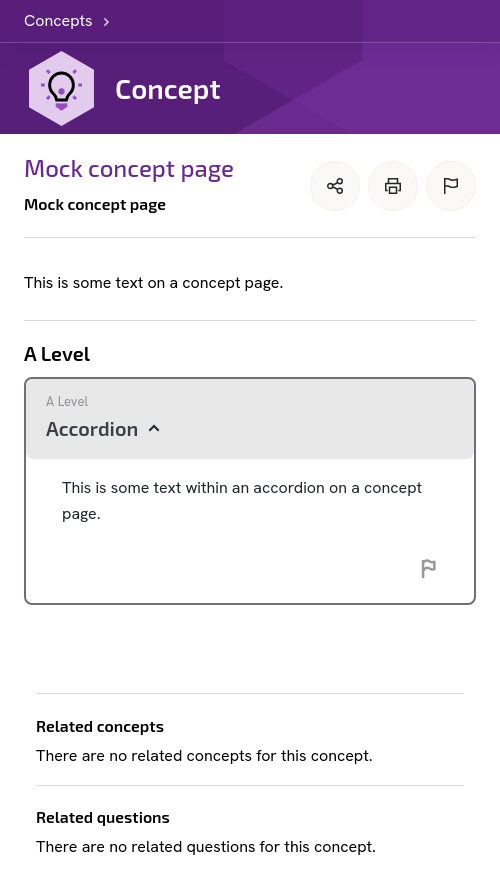 Concepts
Concept
Mock concept page
Mock concept page
This is some text on a concept page.
A Level
A Level
Accordion
This is some text within an accordion on a concept
page.
Related concepts
There are no related concepts for this concept.
Related questions
There are no related questions for this concept.